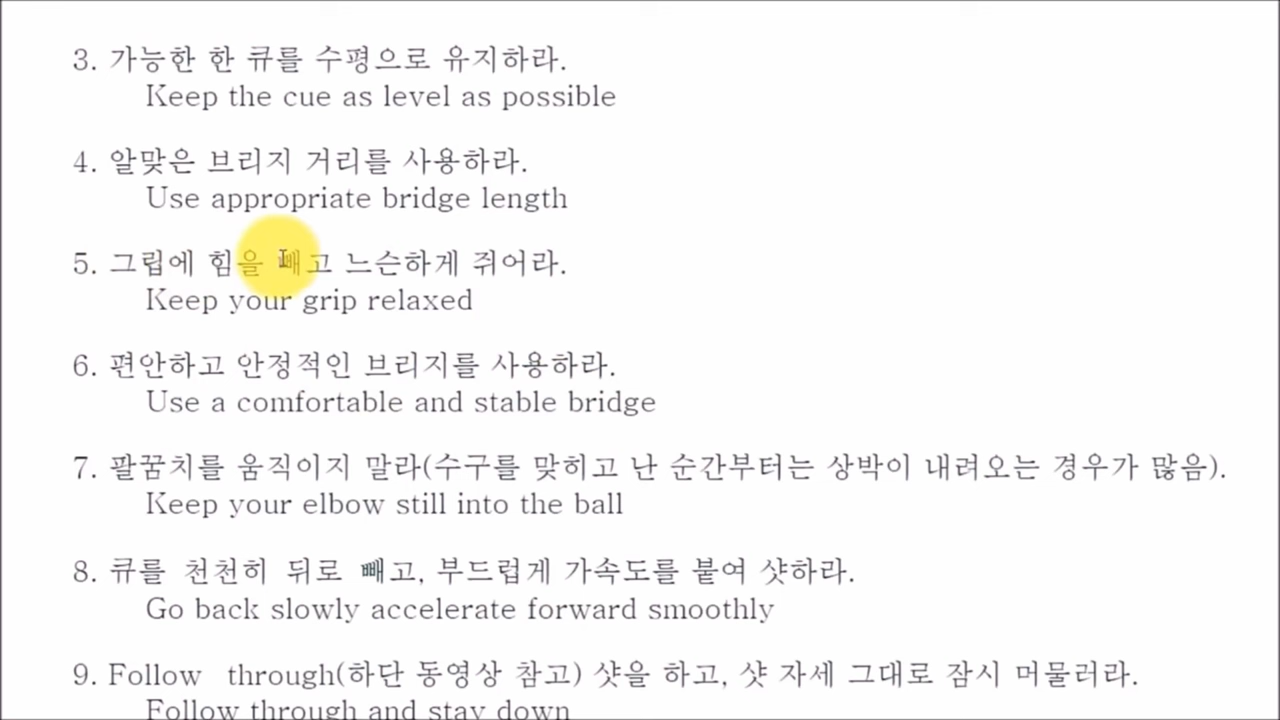 3. 가능한 한 큐를 수평으로 유지하라.
Keep the cue as level as possible
4. 알맞은 브리지 거리를 사용하라.
Use appropriate bridge length
5. 그립에 힘을 빼고 느슨하게 쥐어라.
Keep your grip relaxed
6. 편안하고 안정적인 브리지를 사용하라.
Use a comfortable and stable bridge
7. 팔꿈치를 움직이지 말라(수구를 맞히고 난 순간부터는 상박이 내려오는 경우가 많음).
Keep your elbow still into the ball
8. 큐를 천천히 뒤로 빼고, 부드럽게 가속도를 붙여 샷하라.
Go back slowly accelerate forward smoothly
9. Follow through(하단 동영상 참고) 샷을 하고, 샷 자세 그대로 잠시 머물러라.
Follow through and stay down